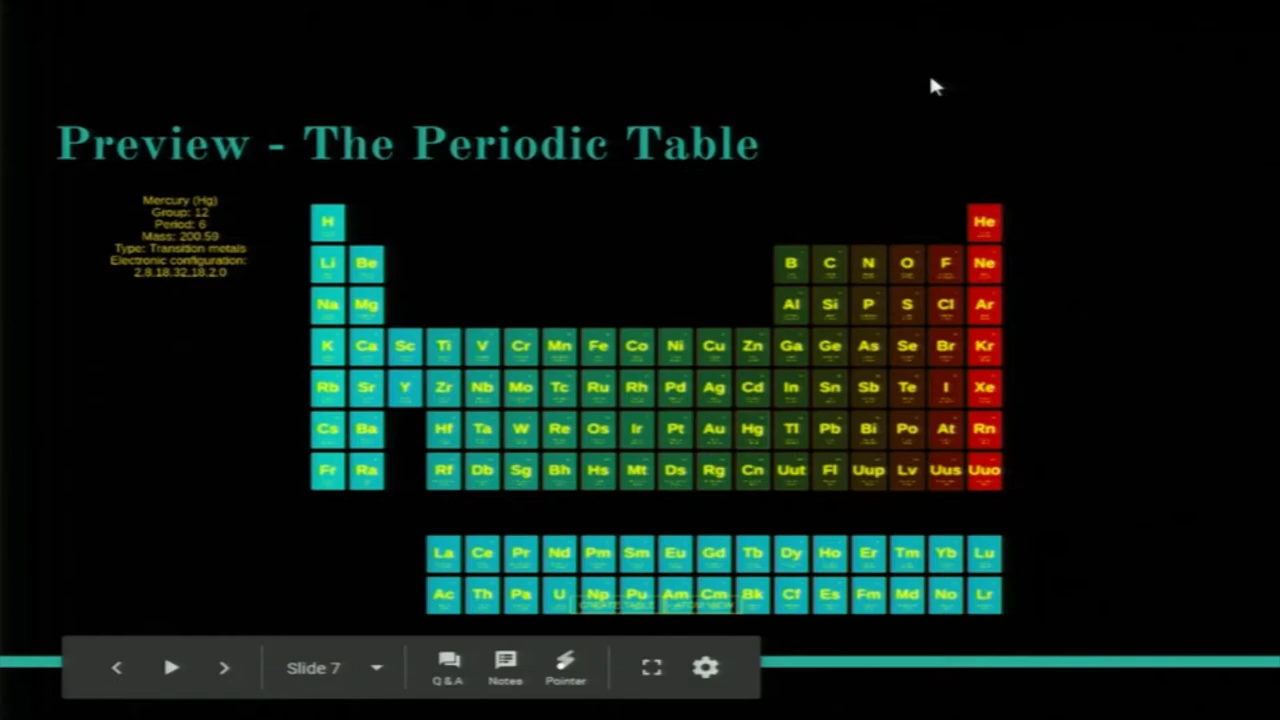 Preview - The Periodic Table
Mercury (Hg)
Group: 12
Period: 6
Mass: 200.59
Type: Transition metals
Electronic configuration:
2,8,18,32,18,2,0
H He
Li Be B C N O F Ne
Na Mg Al Si P S Cl Ar
K Ca Sc Ti V Cr Mn Fe Co Ni Cu Zn Ga Ge As Se Br Kr
Rb Sr Y Zr Nb Mo Tc Ru Rh Pd Ag Cd In Sn Sb Te I Xe
Cs Ba Hf Ta W Re Os Ir Pt Au Hg Tl Pb Bi Po At Rn
Fr Ra Rf Db Sg Bh Hs Mt Ds Rg Cn Uut Fl Uup Lv Uus Uuo
La Ce Pr Nd Pm Sm Eu Gd Tb Dy Ho Er Tm Yb Lu
Ac Th Pa U Np Pu Am Cm Bk Cf Es Fm Md No Lr
CREATE TABLE ATOM VIEW
Slide 7
Q & A Notes Pointer